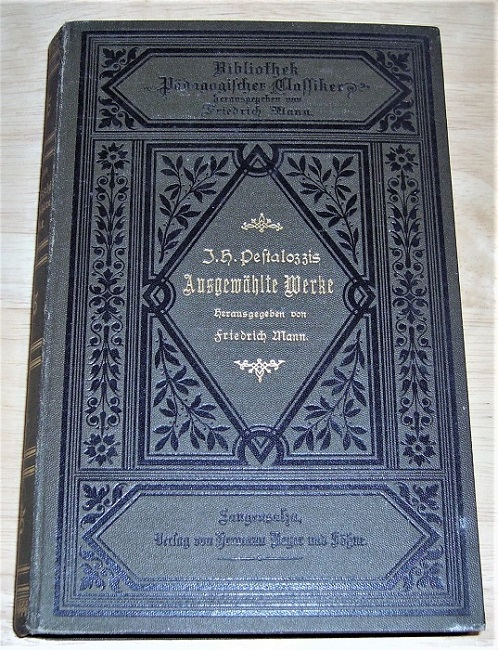 Bibliothek
Pädagogischer Classiker
herausgegeben von
Friedrich Mann.
J. H. Pestalozzis
Ausgewählte Werke
Herausgegeben von
Friedrich Mann.
Langensalza,
Verlag von Hermann Beyer und Söhne.